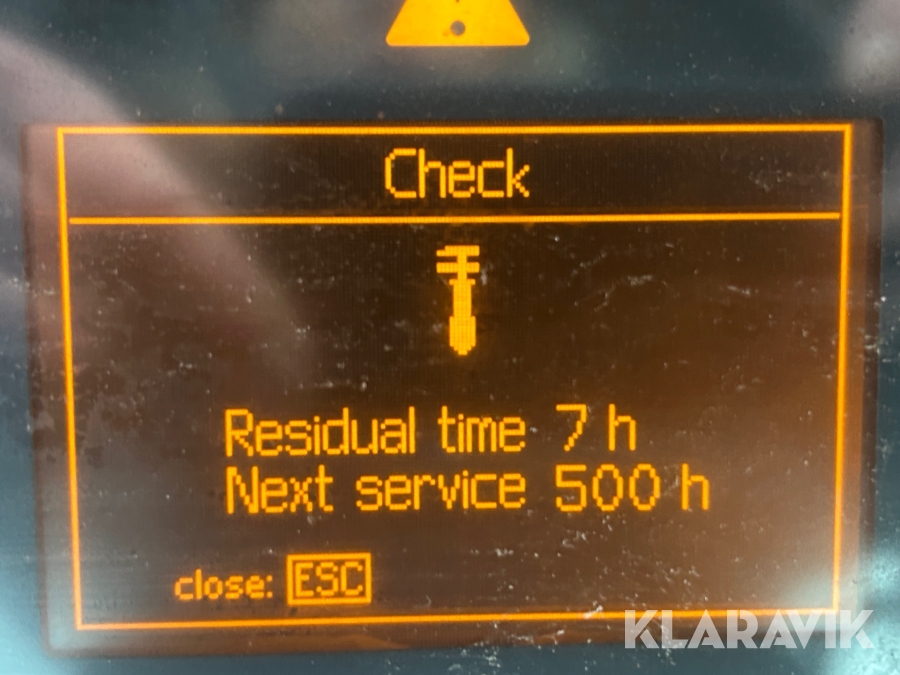 Check
Residual time 7 h
Next service 500 h
close: ESC
KLARAVIK